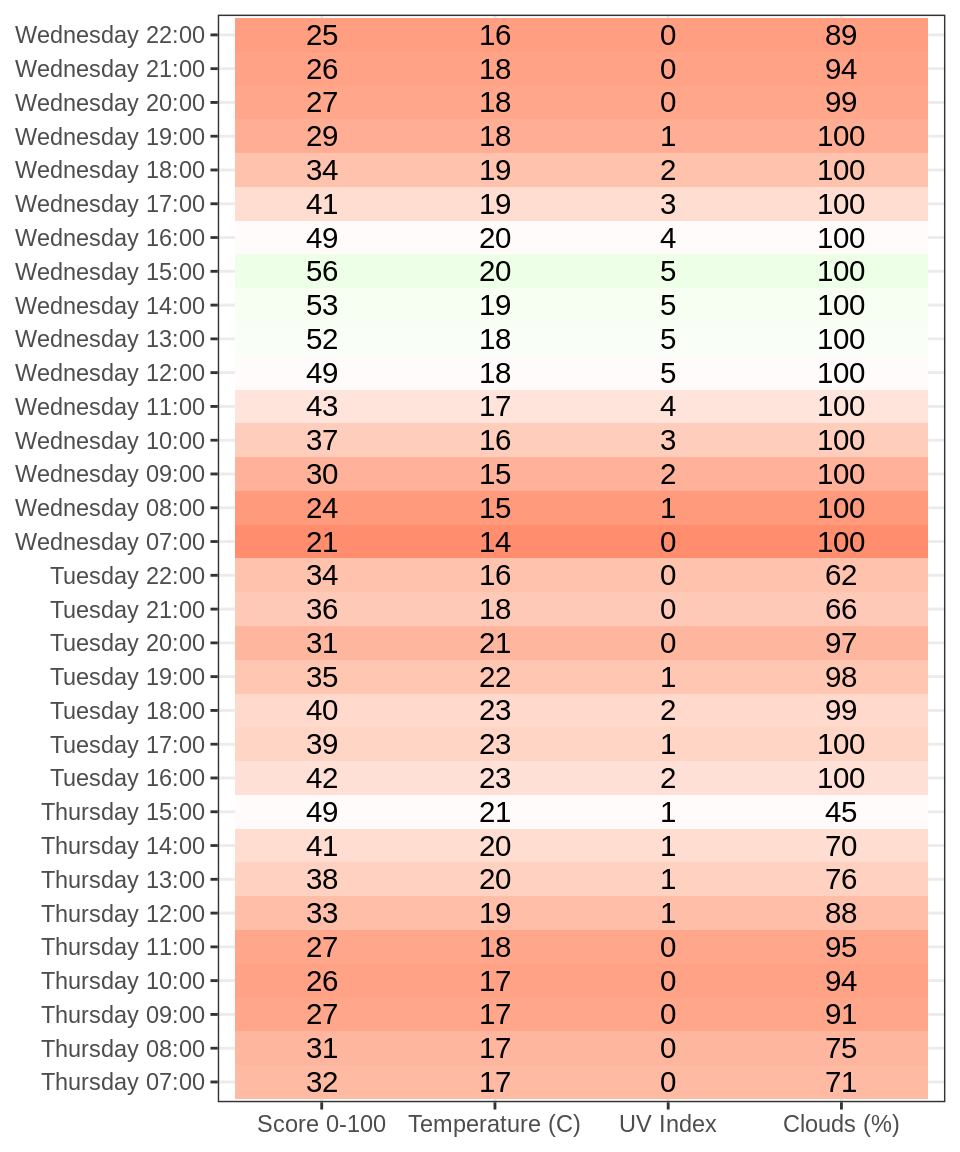 Wednesday 22:00 25 16 0 89
Wednesday 21:00 26 18 0 94
Wednesday 20:00 27 18 0 99
Wednesday 19:00 29 18 1 100
Wednesday 18:00 34 19 2 100
Wednesday 17:00 41 19 3 100
Wednesday 16:00 49 20 4 100
Wednesday 15:00 56 20 5 100
Wednesday 14:00 53 19 5 100
Wednesday 13:00 52 18 5 100
Wednesday 12:00 49 18 5 100
Wednesday 11:00 43 17 4 100
Wednesday 10:00 37 16 3 100
Wednesday 09:00 30 15 2 100
Wednesday 08:00 24 15 1 100
Wednesday 07:00 21 14 0 100
Tuesday 22:00 34 16 0 62
Tuesday 21:00 36 18 0 66
Tuesday 20:00 31 21 0 97
Tuesday 19:00 35 22 1 98
Tuesday 18:00 40 23 2 99
Tuesday 17:00 39 23 1 100
Tuesday 16:00 42 23 2 100
Thursday 15:00 49 21 1 45
Thursday 14:00 41 20 1 70
Thursday 13:00 38 20 1 76
Thursday 12:00 33 19 1 88
Thursday 11:00 27 18 0 95
Thursday 10:00 26 17 0 94
Thursday 09:00 27 17 0 91
Thursday 08:00 31 17 0 75
Thursday 07:00 32 17 0 71
Score 0-100 Temperature (C) UV Index Clouds (%)